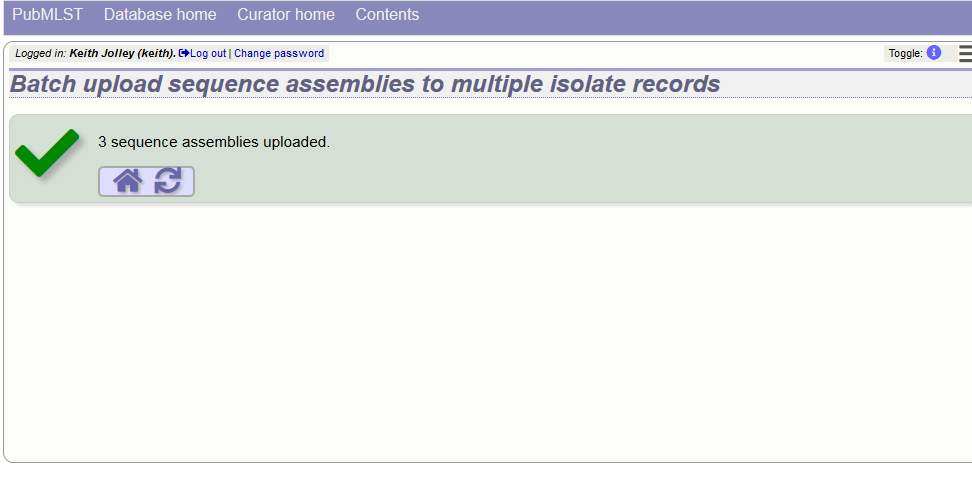 PubMLST Database home Curator home Contents
Logged in: Keith Jolley (keith). Log out | Change password Toggle:
Batch upload sequence assemblies to multiple isolate records
3 sequence assemblies uploaded.